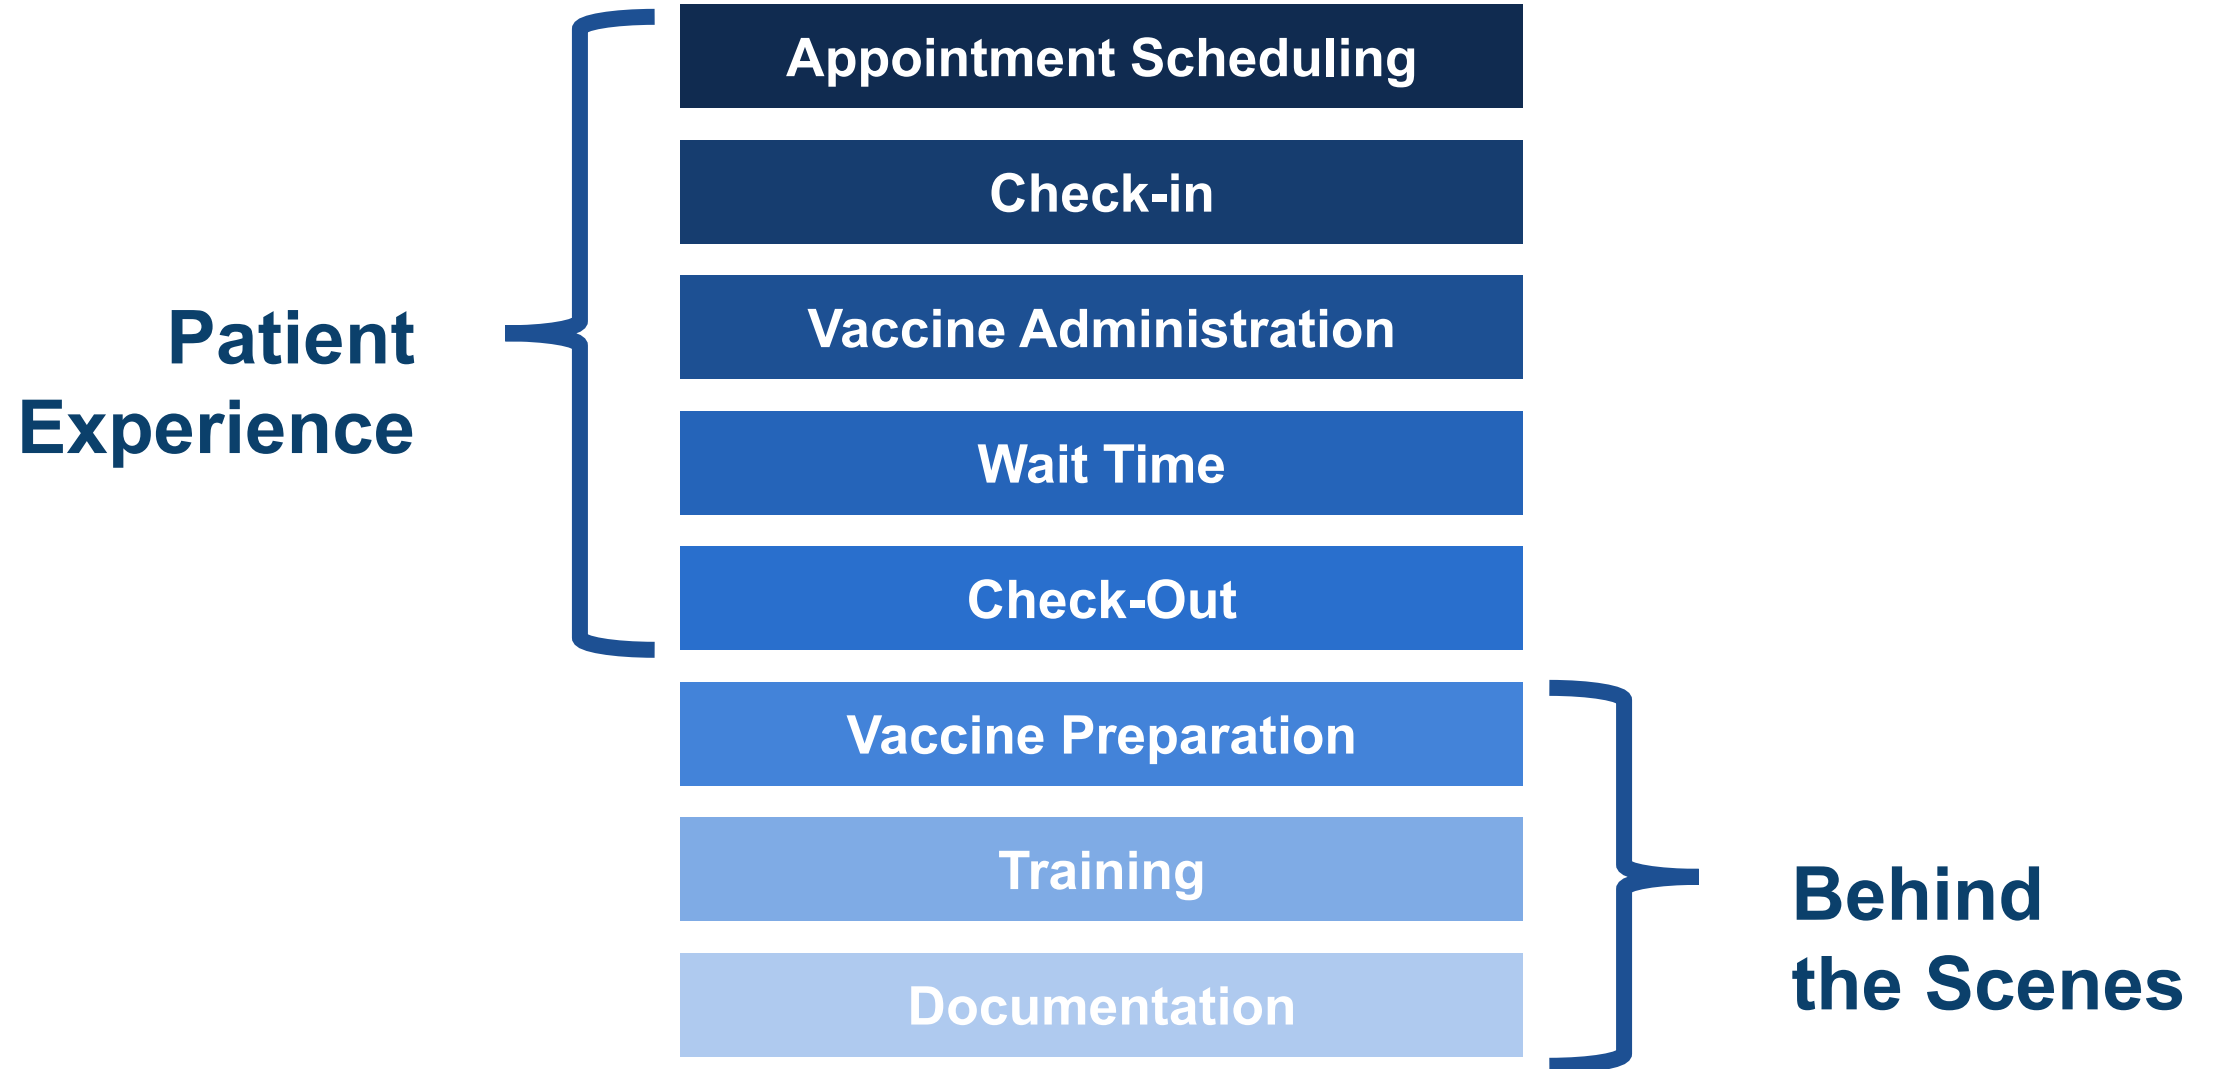 Appointment Scheduling
Check-in
Vaccine Administration
Wait Time
Check-Out
Patient
Experience
Vaccine Preparation
Training
Documentation
Behind
the Scenes